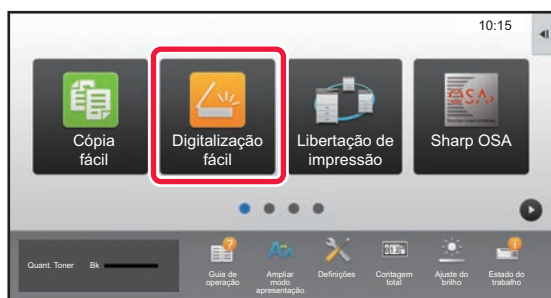 10:15
Cópia
fácil
Digitalização
fácil
Libertação de
impressão
Sharp OSA
Quant. Toner Bk
Guia de
operação
Ampliar
modo
apresentação
Definições
Contagem
total
Ajuste do
brilho
Estado do
trabalho